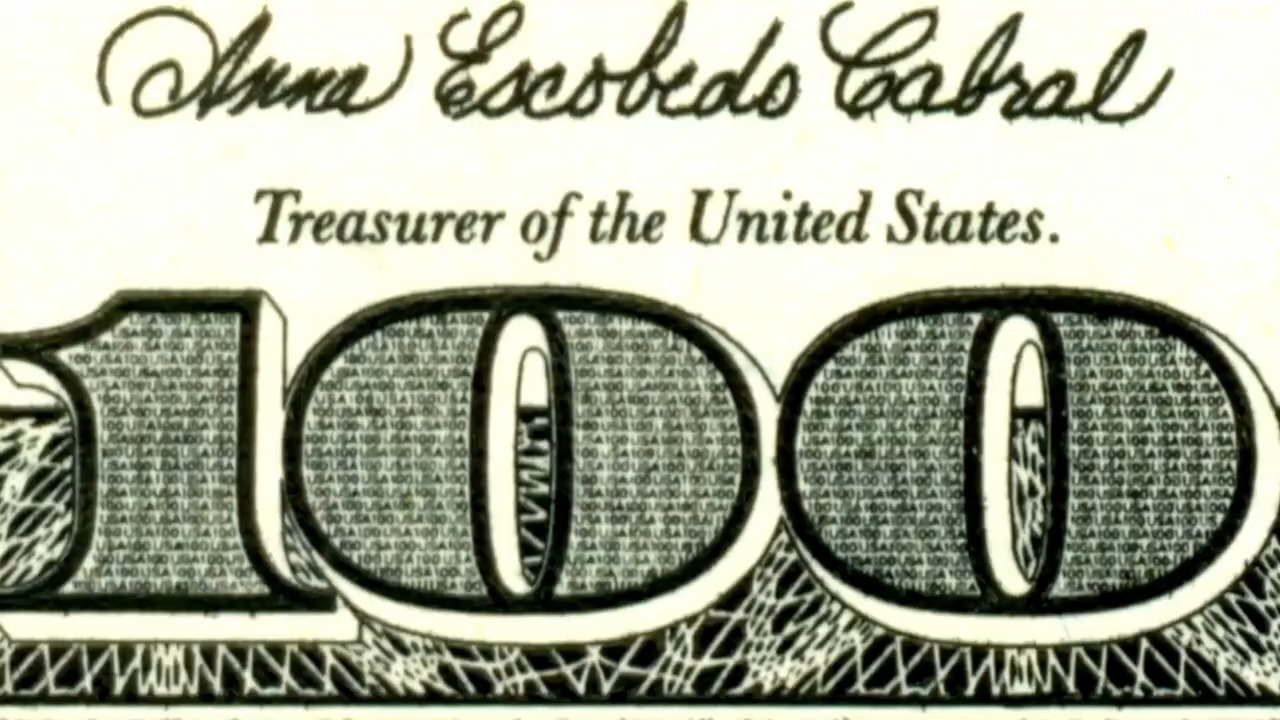 Anna Escobedo Cabral
Treasurer of the United States.
100